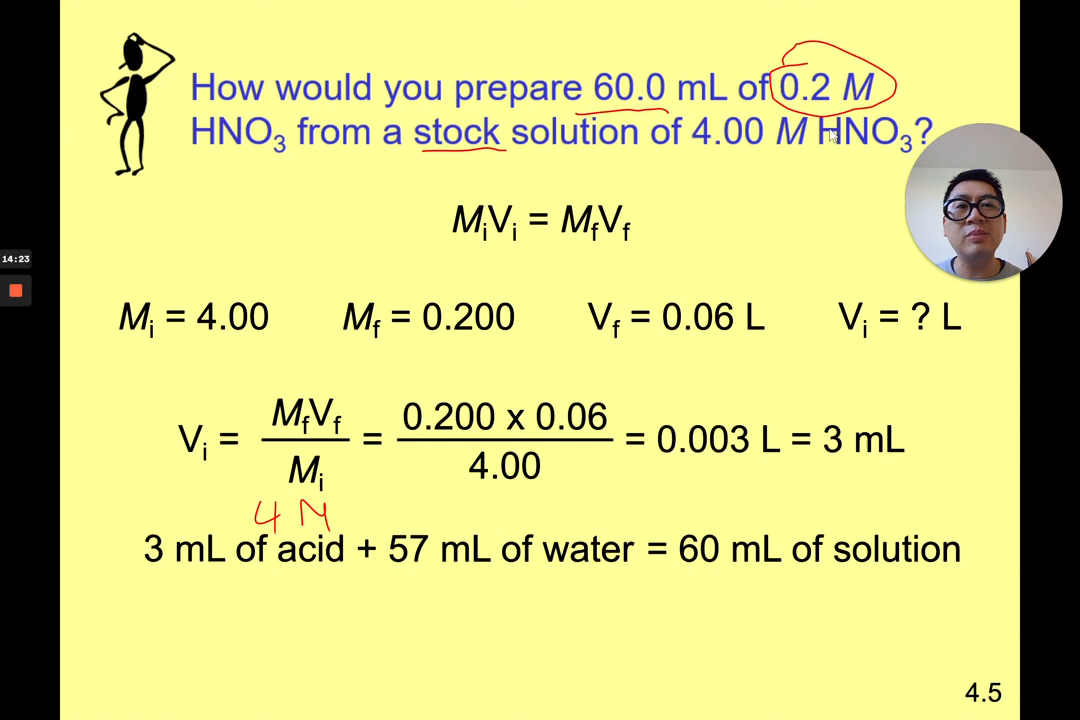 How would you prepare 60.0 mL of 0.2 M
HNO₃ from a stock solution of 4.00 M HNO₃?
MᵢVᵢ = MfVf
14:23
Mᵢ = 4.00 Mf = 0.200 Vf = 0.06 L Vᵢ = ? L
Vᵢ = MfVf / Mᵢ = 0.200 x 0.06 / 4.00 = 0.003 L = 3 mL
4 M
3 mL of acid + 57 mL of water = 60 mL of solution
4.5